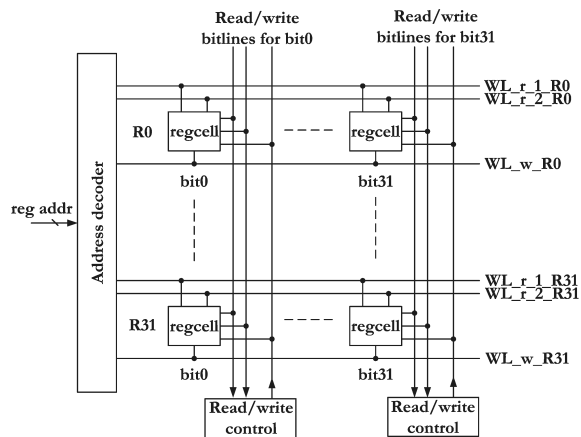 Read/write
bitlines for bit0
Read/write
bitlines for bit31
WL_r_1_R0
WL_r_2_R0
R0
regcell
regcell
WL_w_R0
bit0
bit31
reg addr
Address decoder
WL_r_1_R31
WL_r_2_R31
R31
regcell
regcell
WL_w_R31
bit0
bit31
Read/write
control
Read/write
control